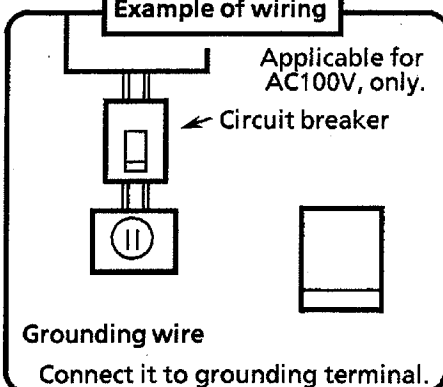 Example of wiring
Applicable for
AC100V, only.
Circuit breaker
Grounding wire
Connect it to grounding terminal.